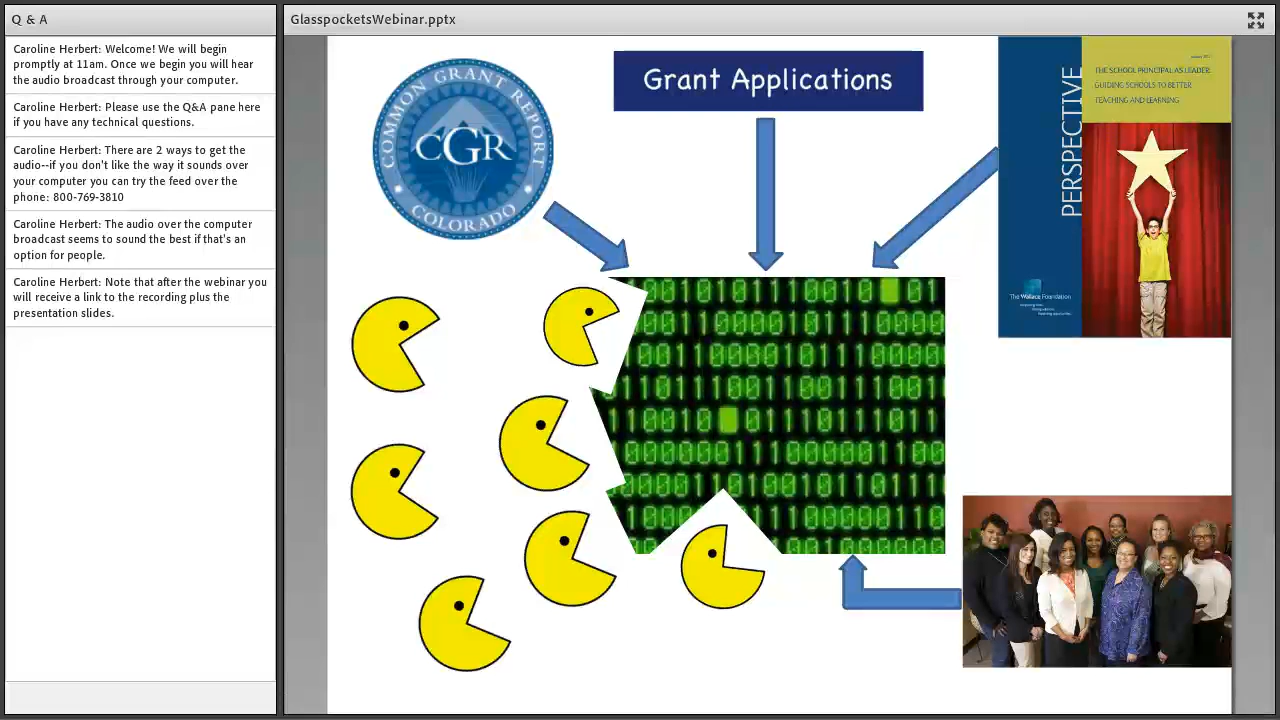 Q & A
Caroline Herbert: Welcome! We will begin
promptly at 11am. Once we begin you will hear
the audio broadcast through your computer.
Caroline Herbert: Please use the Q&A pane here
if you have any technical questions.
Caroline Herbert: There are 2 ways to get the
audio--if you don't like the way it sounds over
your computer you can try the feed over the
phone: 800-769-3810
Caroline Herbert: The audio over the computer
broadcast seems to sound the best if that's an
option for people.
Caroline Herbert: Note that after the webinar you
will receive a link to the recording plus the
presentation slides.
GlasspocketsWebinar.pptx
COMMON GRANT REPORT
CGR
COLORADO
Grant Applications
PERSPECTIVE
THE SCHOOL PRINCIPAL AS LEADER:
GUIDING SCHOOLS TO BETTER
TEACHING AND LEARNING
The Wallace Foundation